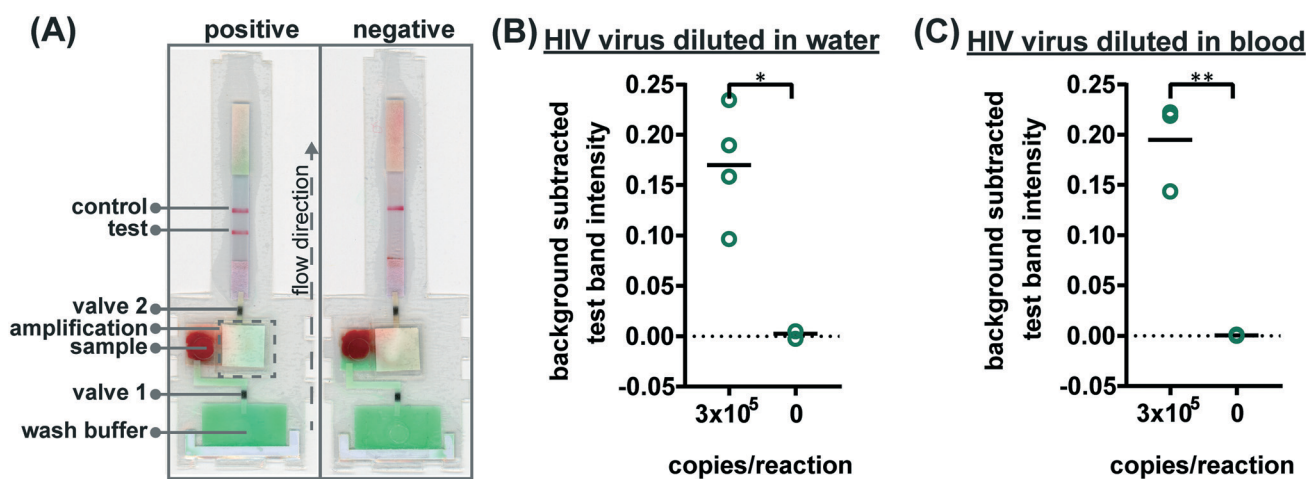 (A)
positive
negative
control
test
valve 2
amplification
sample
valve 1
wash buffer
flow direction
(B) HIV virus diluted in water
background subtracted
test band intensity
0.25
0.20
0.15
0.10
0.05
0.00
-0.05
*
3x10⁵ 0
copies/reaction
(C) HIV virus diluted in blood
background subtracted
test band intensity
0.25
0.20
0.15
0.10
0.05
0.00
-0.05
**
3x10⁵ 0
copies/reaction